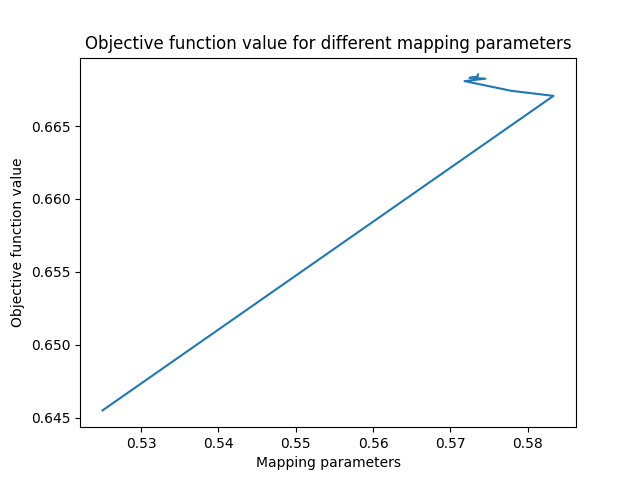 Objective function value for different mapping parameters
Objective function value
0.665
0.660
0.655
0.650
0.645
0.53 0.54 0.55 0.56 0.57 0.58
Mapping parameters